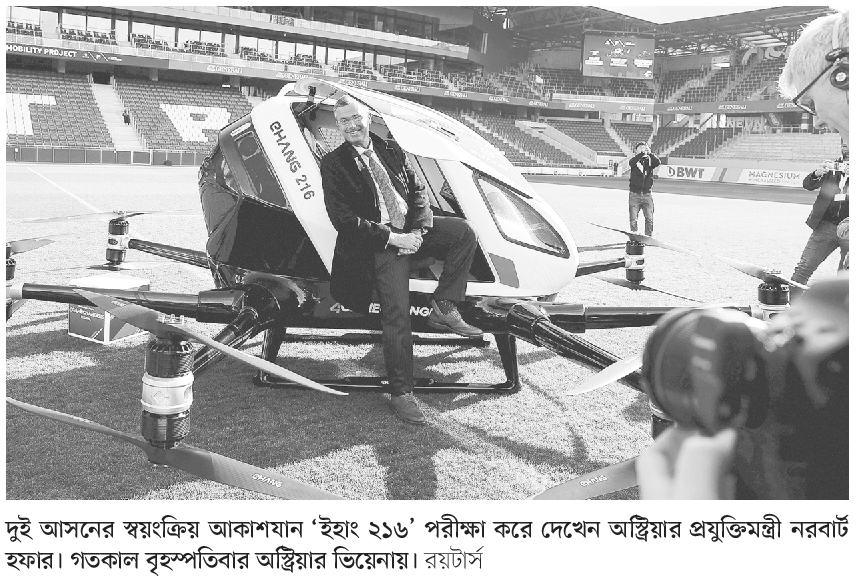 MOBILITY PROJECT
EHANG 216
BWT
MAGNESIUM
EHANG
দুই আসনের স্বয়ংক্রিয় আকাশযান ‘ইহাং ২১৬’ পরীক্ষা করে দেখেন অস্ট্রিয়ার প্রযুক্তিমন্ত্রী নরবার্ট
হফার। গতকাল বৃহস্পতিবার অস্ট্রিয়ার ভিয়েনায়। রয়টার্স